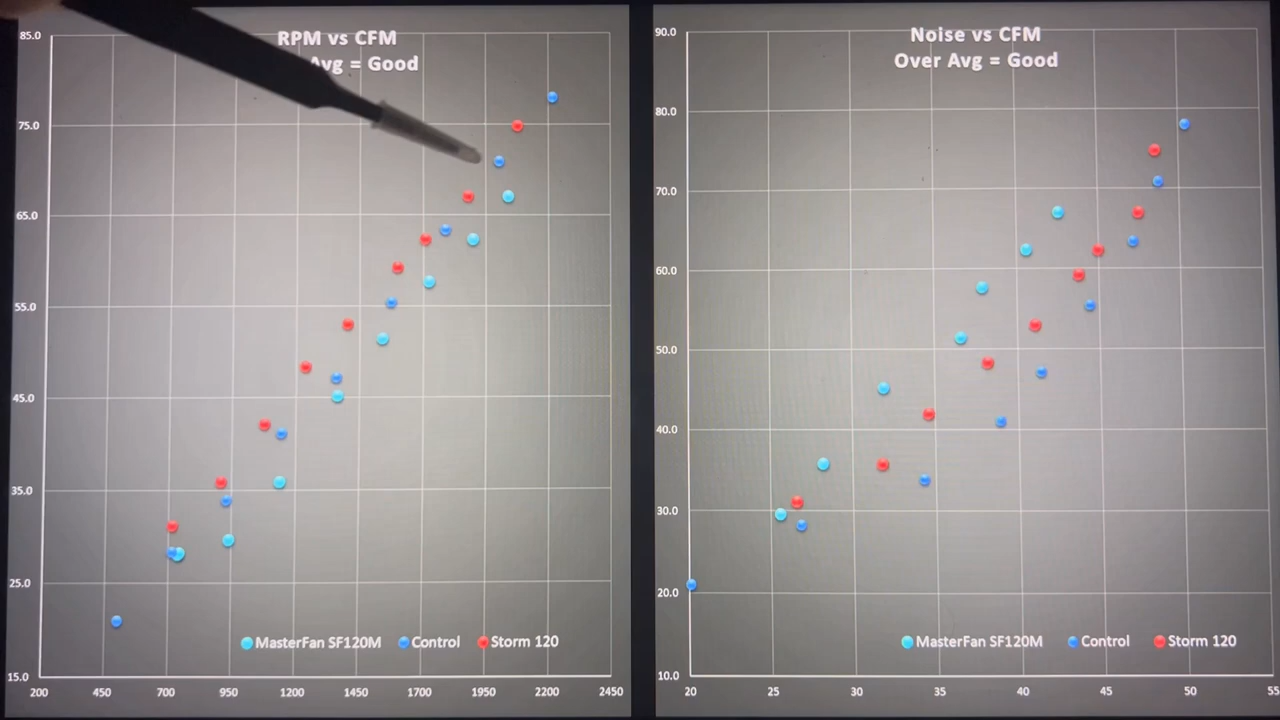 RPM vs CFM
Avg = Good
85.0
75.0
65.0
55.0
45.0
35.0
25.0
15.0
200 450 700 950 1200 1450 1700 1950 2200 2450
MasterFan SF120M Control Storm 120
Noise vs CFM
Over Avg = Good
90.0
80.0
70.0
60.0
50.0
40.0
30.0
20.0
10.0
20 25 30 35 40 45 50 55
MasterFan SF120M Control Storm 120